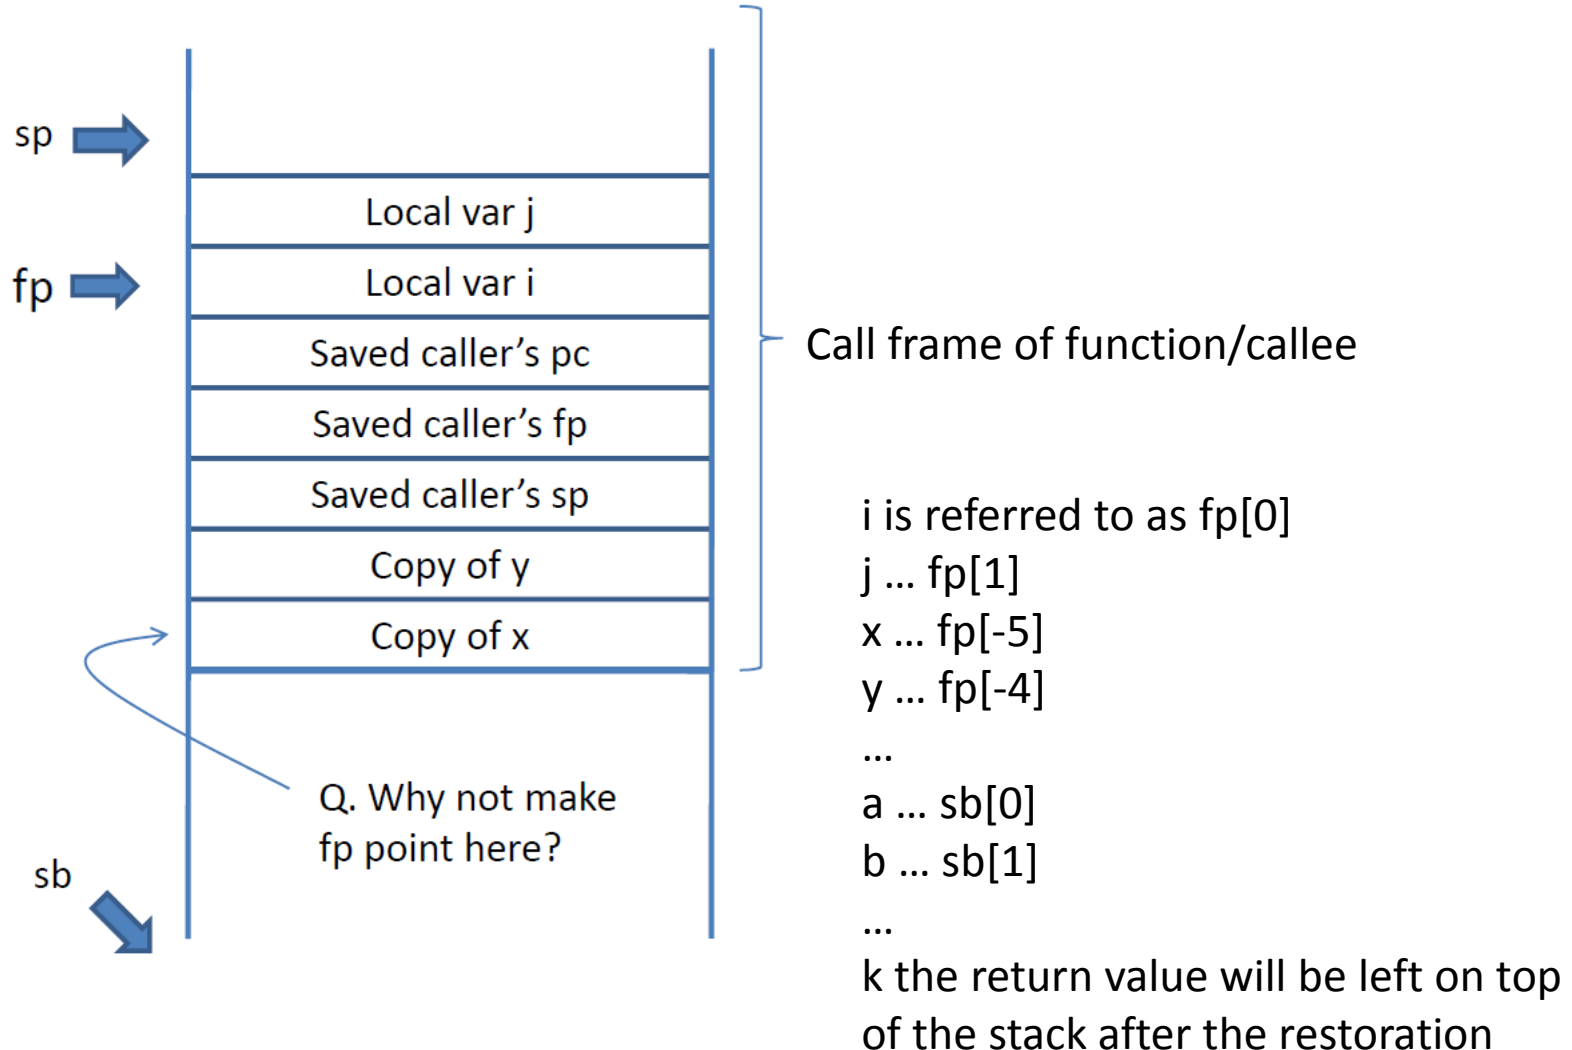 sp
Local var j
fp
Local var i
Saved caller's pc
Call frame of function/callee
Saved caller's fp
Saved caller's sp
Copy of y
Copy of x
Q. Why not make
fp point here?
sb
i is referred to as fp[0]
j ... fp[1]
x ... fp[-5]
y ... fp[-4]
...
a ... sb[0]
b ... sb[1]
...
k the return value will be left on top
of the stack after the restoration